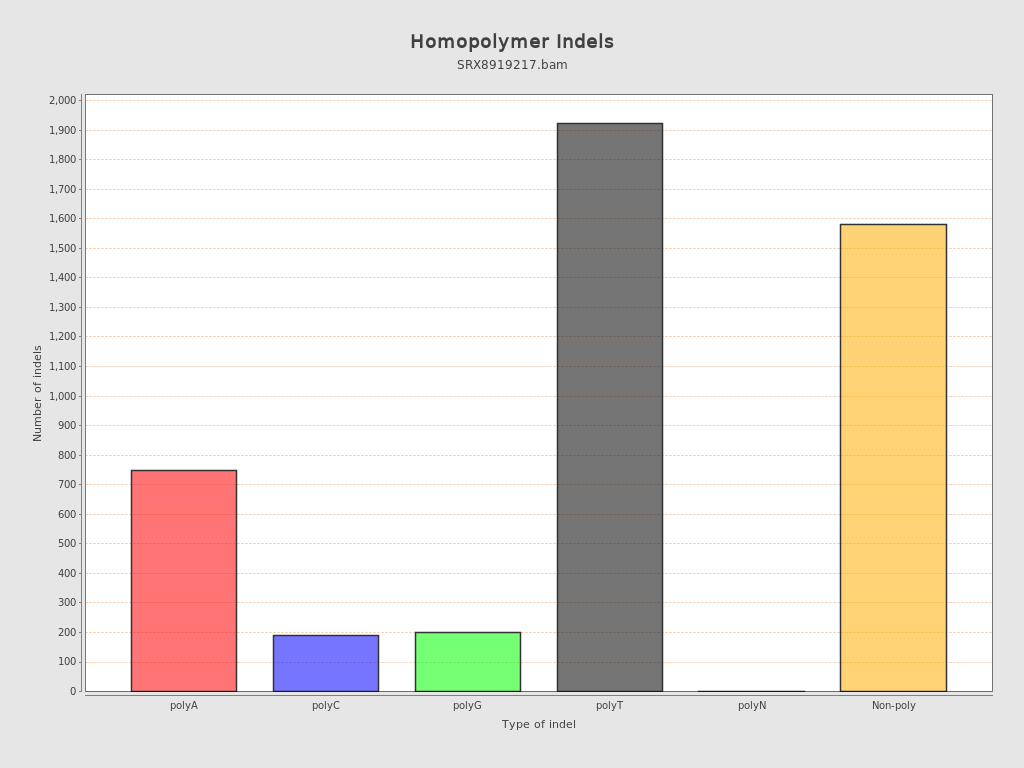 Homopolymer Indels
SRX8919217.bam
2,000
1,900
1,800
1,700
1,600
1,500
1,400
1,300
1,200
1,100
1,000
900
800
700
600
500
400
300
200
100
0
Number of indels
polyA
polyC
polyG
polyT
polyN
Non-poly
Type of indel